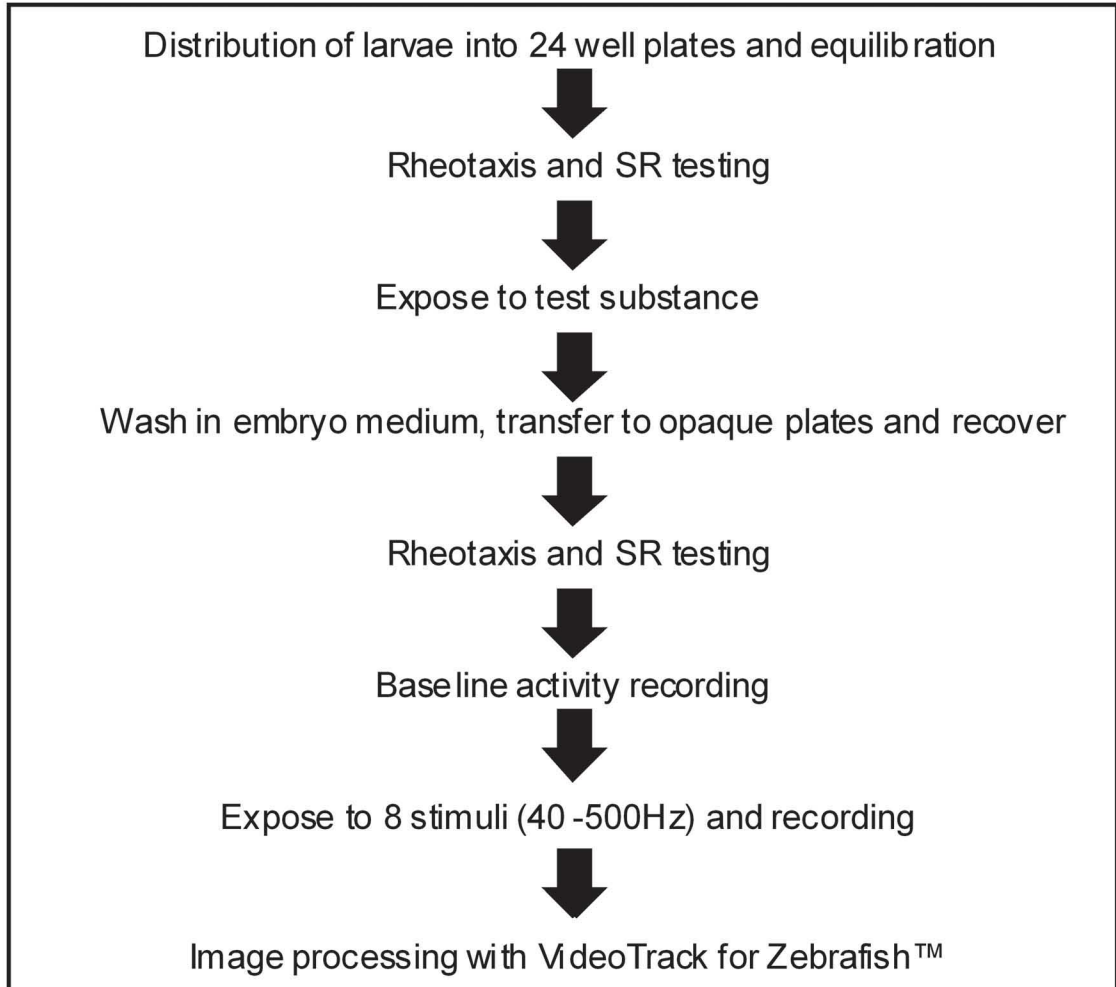 Distribution of larvae into 24 well plates and equilibration
Rheotaxis and SR testing
Expose to test substance
Wash in embryo medium, transfer to opaque plates and recover
Rheotaxis and SR testing
Baseline activity recording
Expose to 8 stimuli (40 -500Hz) and recording
Image processing with VideoTrack for Zebrafish™